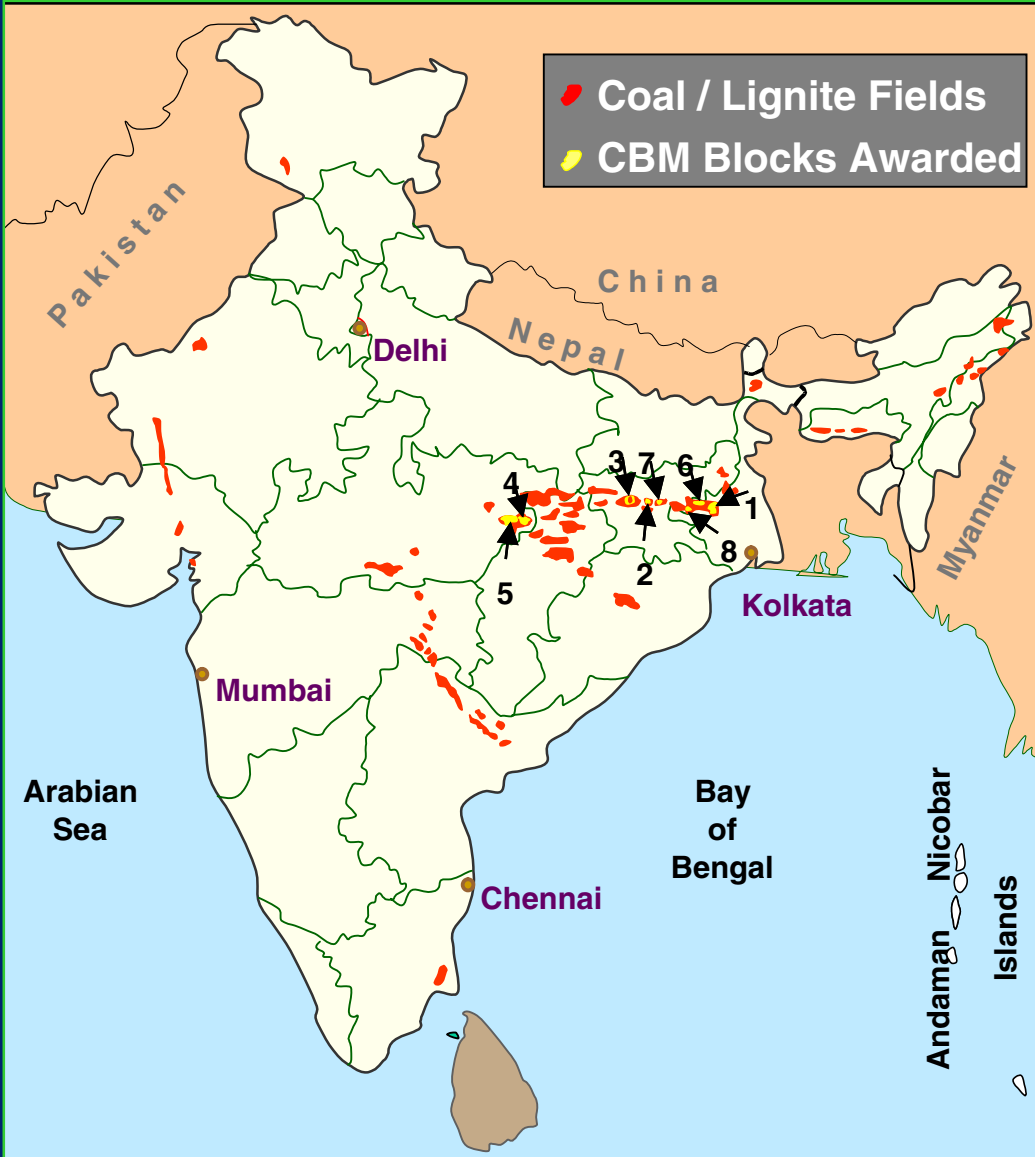 Coal / Lignite Fields
CBM Blocks Awarded
Pakistan
China
Nepal
Delhi
3
7
6
4
1
8
2
5
Kolkata
Myanmar
Mumbai
Arabian
Sea
Bay
of
Bengal
Chennai
Andaman Nicobar
Islands